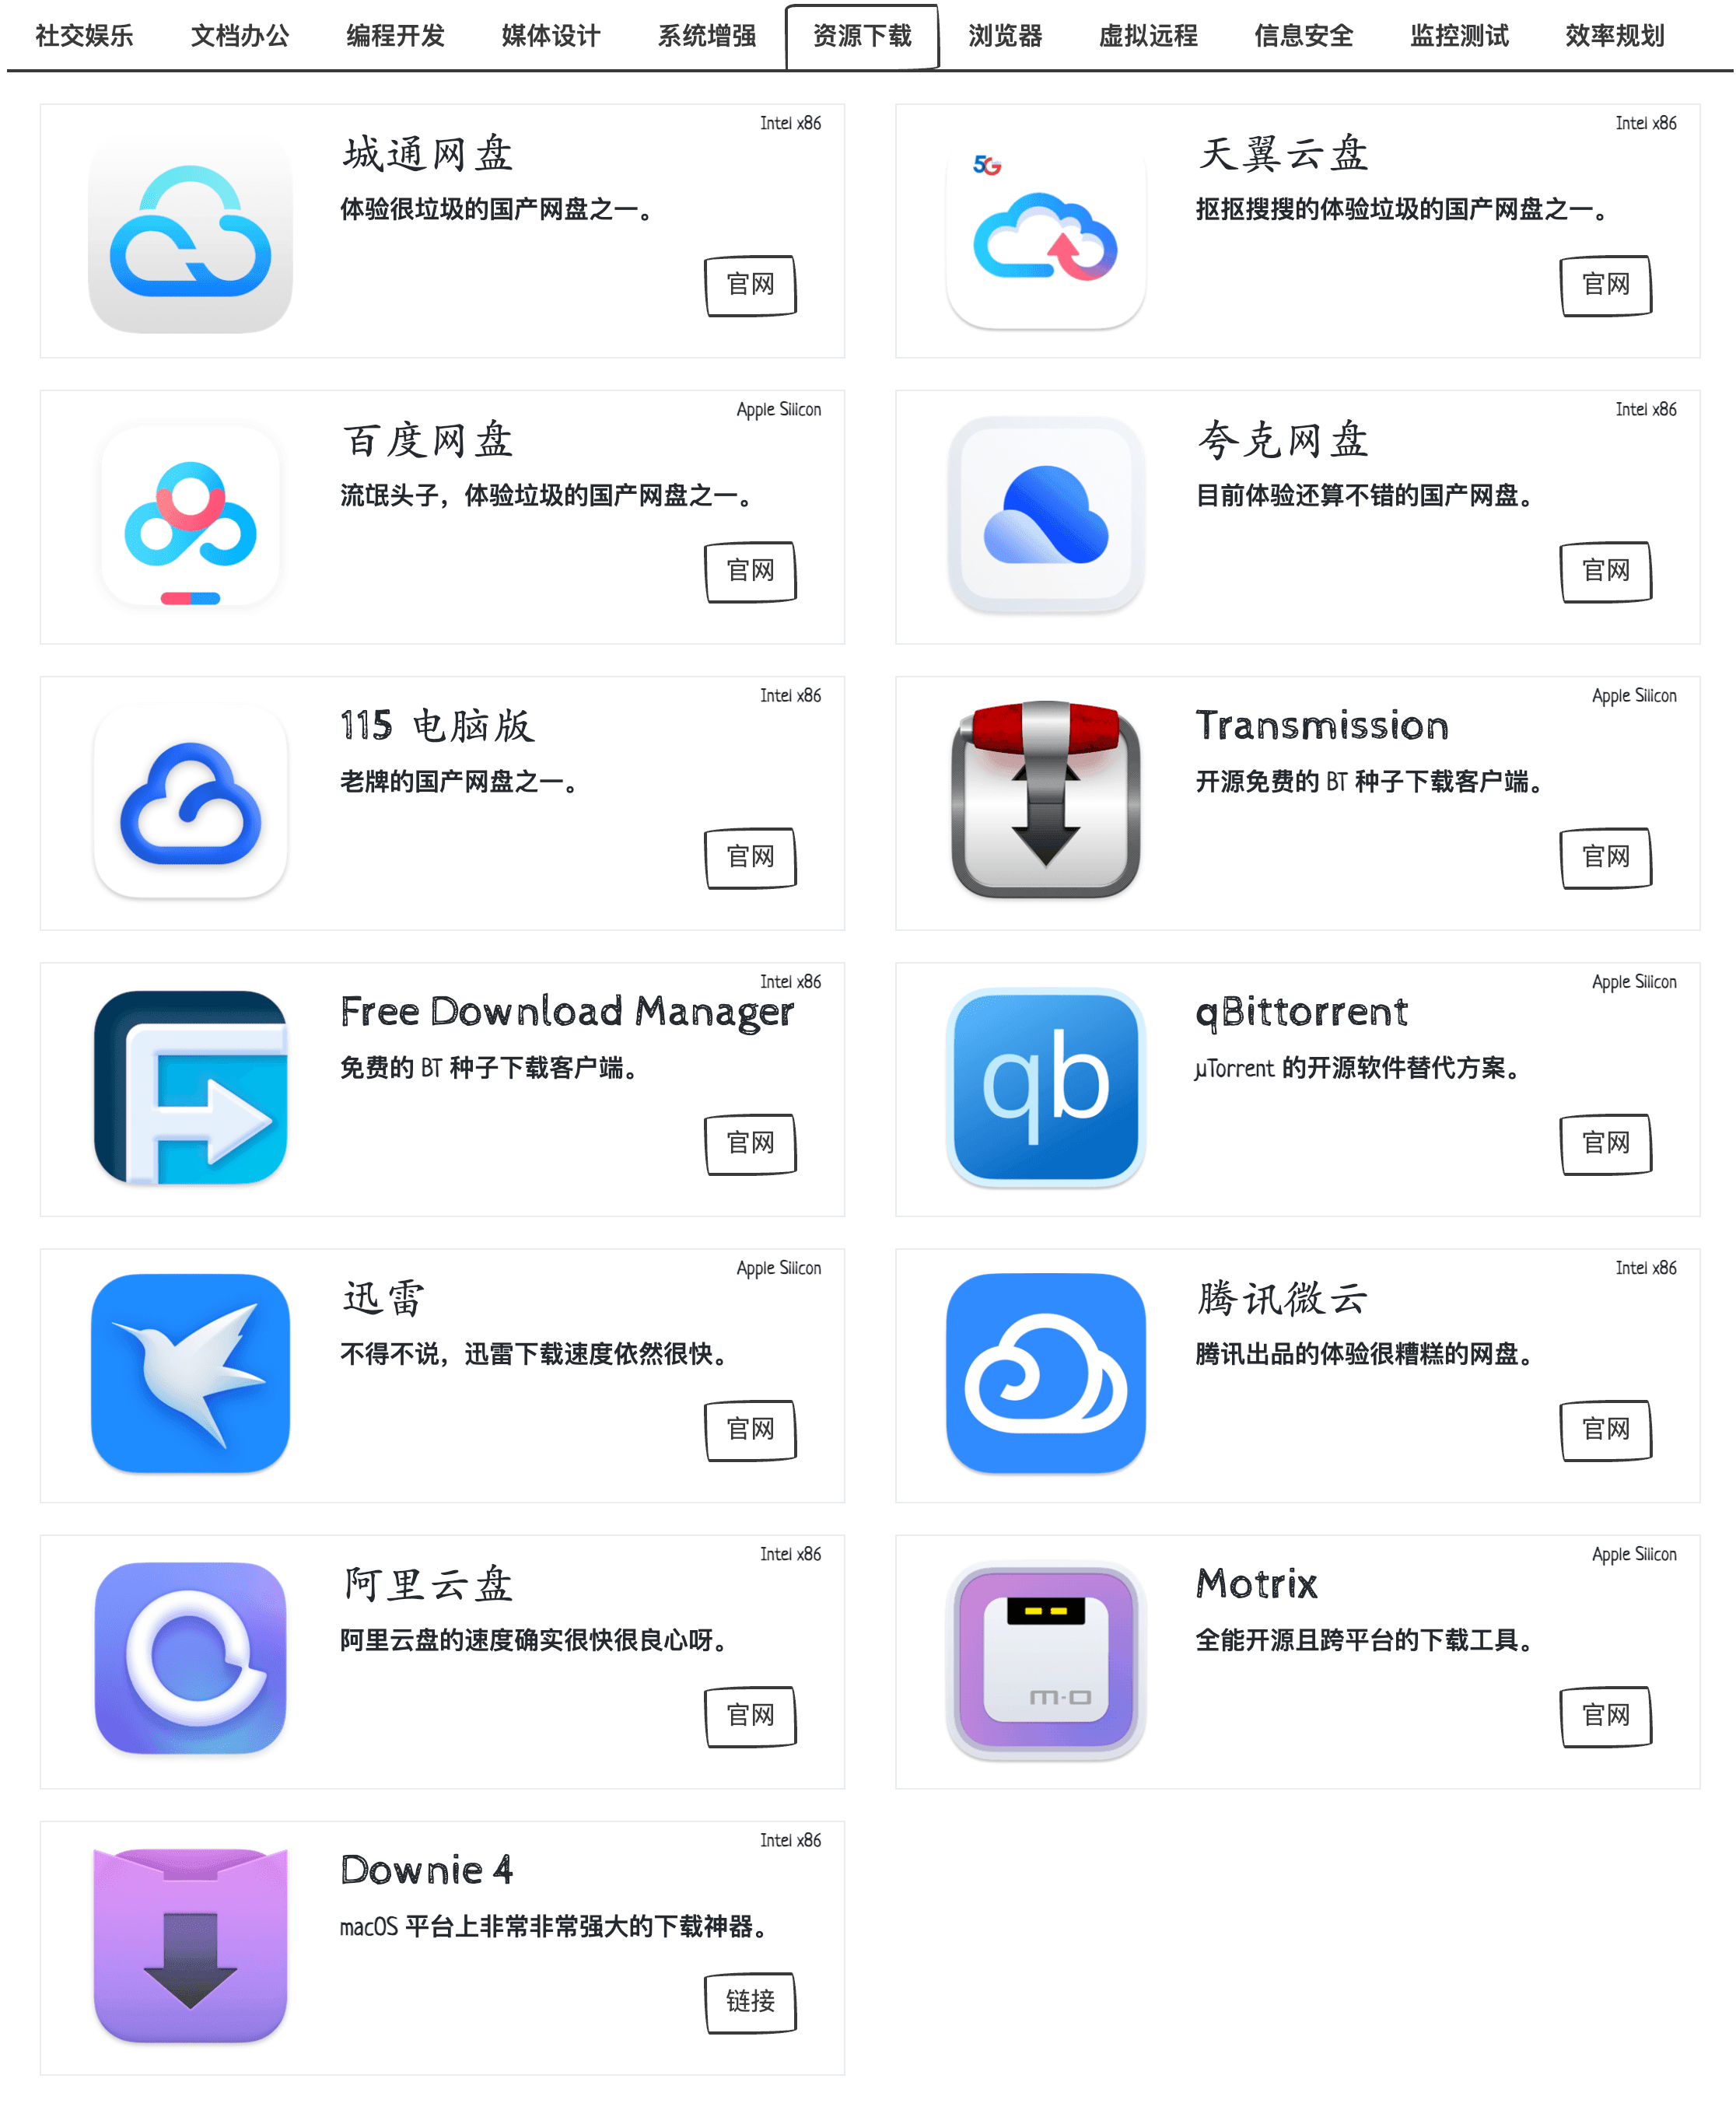 社交娱乐 文档办公 编程开发 媒体设计 系统增强 资源下载 浏览器 虚拟远程 信息安全 监控测试 效率规划
Intel x86
城通网盘
体验很垃圾的国产网盘之一。
官网
Intel x86
5G
天翼云盘
抠抠搜搜的体验垃圾的国产网盘之一。
官网
Apple Silicon
百度网盘
流氓头子，体验垃圾的国产网盘之一。
官网
Intel x86
夸克网盘
目前体验还算不错的国产网盘。
官网
Intel x86
115 电脑版
老牌的国产网盘之一。
官网
Apple Silicon
Transmission
开源免费的 BT 种子下载客户端。
官网
Intel x86
Free Download Manager
免费的 BT 种子下载客户端。
官网
Apple Silicon
qb
qBittorrent
µTorrent 的开源软件替代方案。
官网
Apple Silicon
迅雷
不得不说，迅雷下载速度依然很快。
官网
Intel x86
腾讯微云
腾讯出品的体验很糟糕的网盘。
官网
Intel x86
阿里云盘
阿里云盘的速度确实很快很良心呀。
官网
Apple Silicon
Motrix
全能开源且跨平台的下载工具。
m-o
官网
Intel x86
Downie 4
macOS 平台上非常非常强大的下载神器。
链接